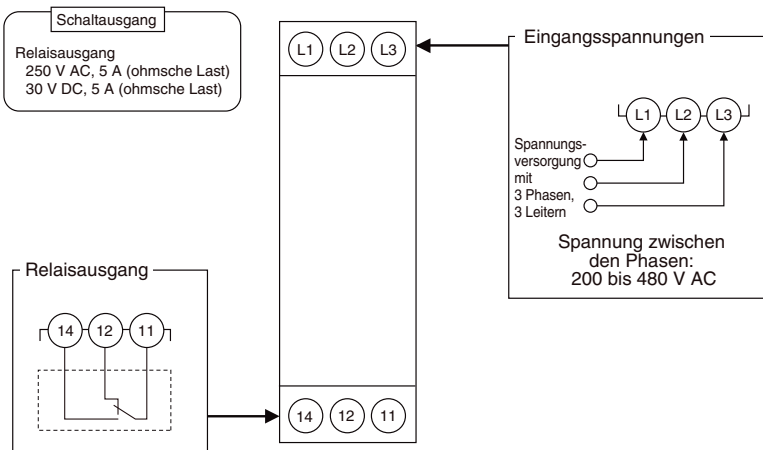 Schaltausgang
Relaisausgang
250 V AC, 5 A (ohmsche Last)
30 V DC, 5 A (ohmsche Last)
L1 L2 L3
Eingangsspannungen
L1 L2 L3
Spannungs-
versorgung
mit
3 Phasen,
3 Leitern
Spannung zwischen
den Phasen:
200 bis 480 V AC
Relaisausgang
14 12 11
14 12 11